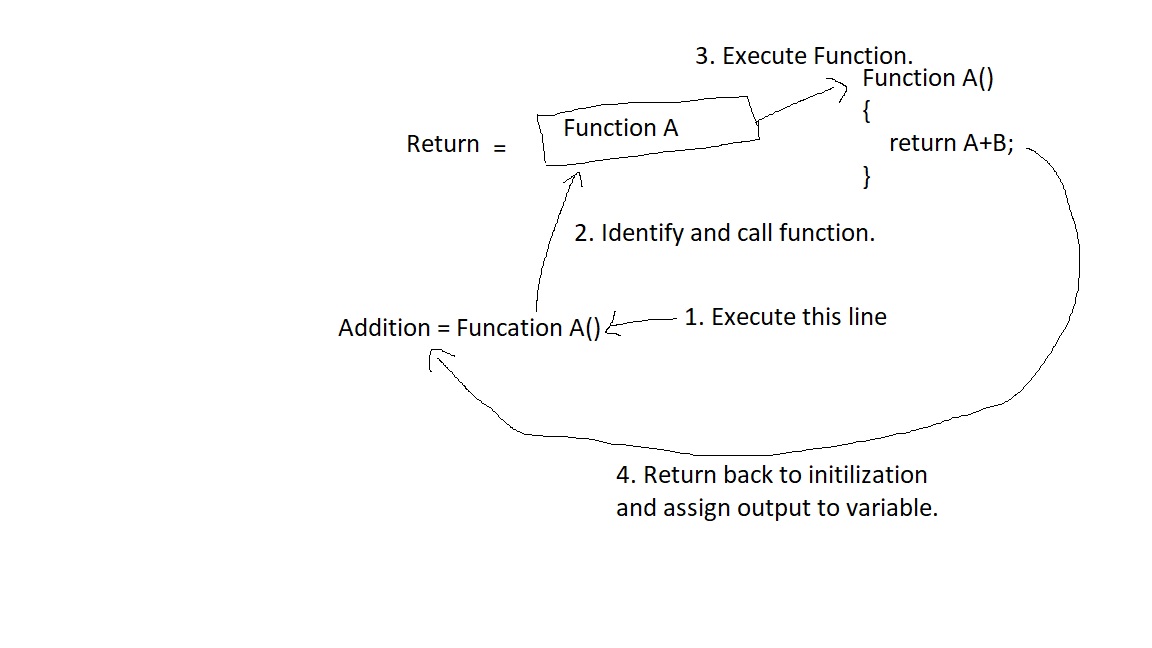 3. Execute Function.
Function A()
{
return A+B;
}
Return =
Function A
2. Identify and call function.
Addition = Funcation A()
1. Execute this line
4. Return back to initilization
and assign output to variable.